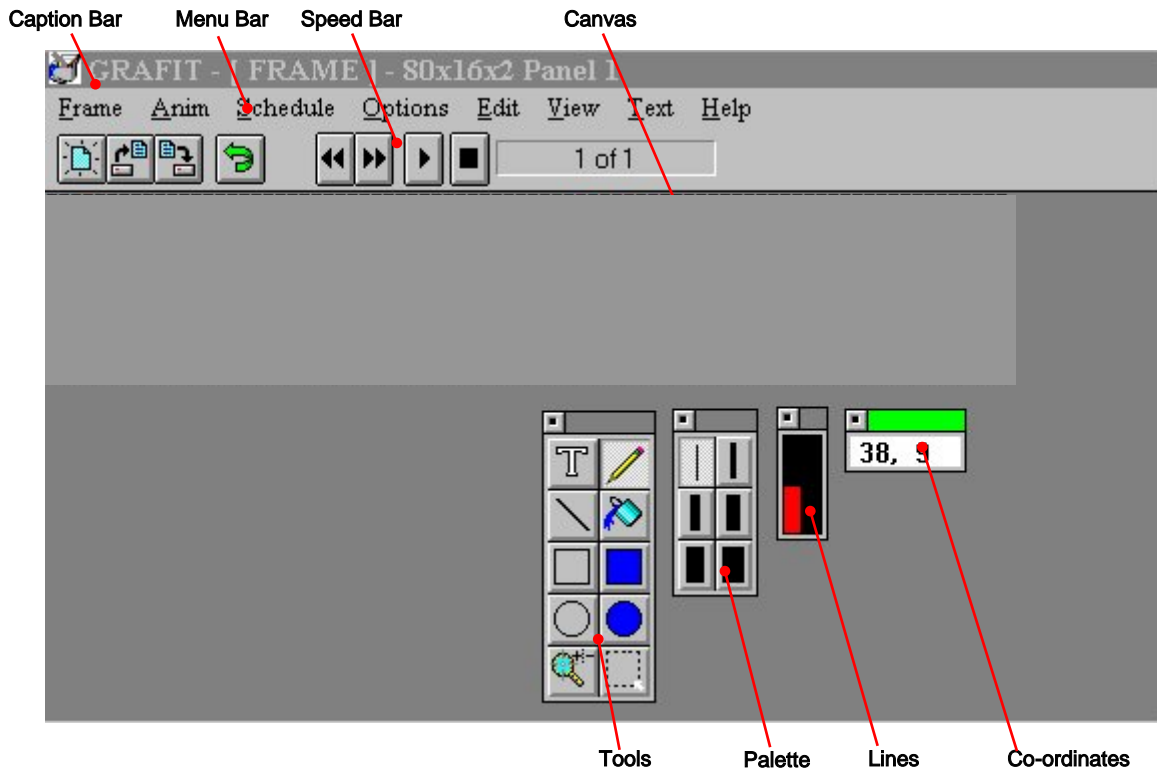 Caption Bar Menu Bar Speed Bar Canvas
GRAFIT - [ FRAME ] - 80x16x2 Panel 1
Frame Anim Schedule Options Edit View Text Help
1 of 1
T
38, 9
Tools Palette Lines Co-ordinates